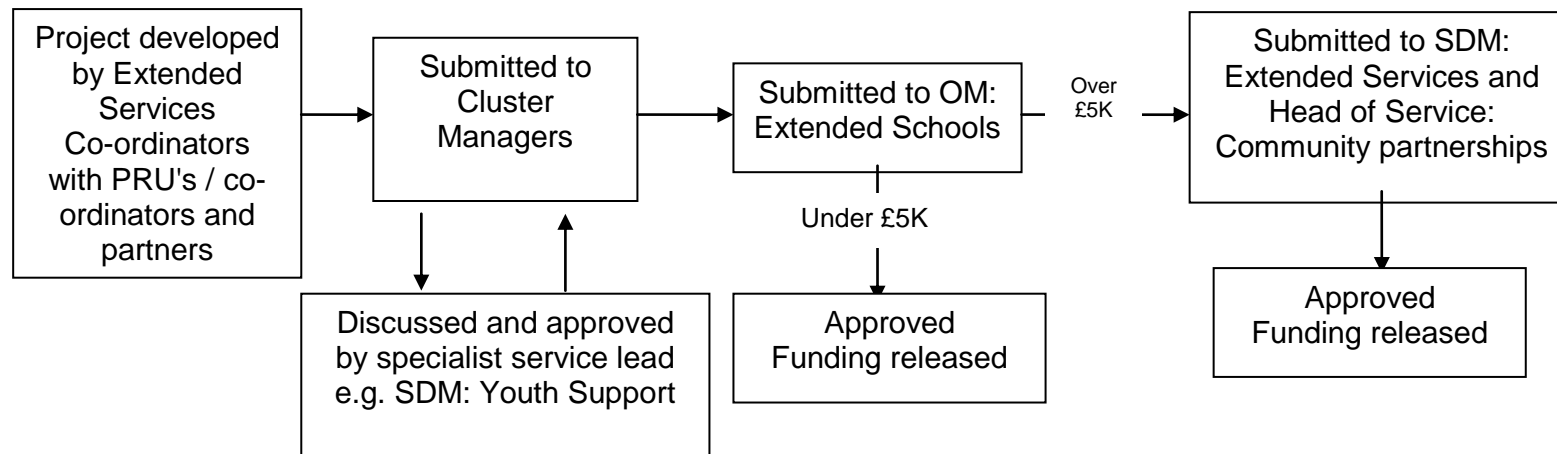 Project developed
by Extended
Services
Co-ordinators
with PRU's / co-
ordinators and
partners
Submitted to
Cluster
Managers
Discussed and approved
by specialist service lead
e.g. SDM: Youth Support
Submitted to OM:
Extended Schools
Under £5K
Approved
Funding released
Over
£5K
Submitted to SDM:
Extended Services and
Head of Service:
Community partnerships
Approved
Funding released